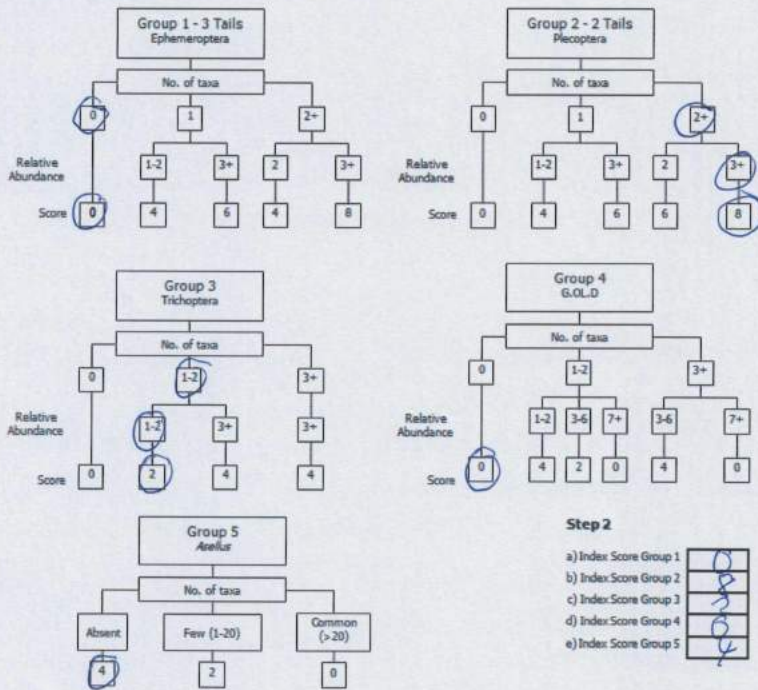 Group 1 - 3 Tails
Ephemeroptera
No. of taxa
0 1 2+
Relative Abundance
1-2 3+ 2 3+
Score
0 4 6 4 8
Group 2 - 2 Tails
Plecoptera
No. of taxa
0 1 2+
Relative Abundance
1-2 3+ 2 3+
Score
0 4 6 6 8
Group 3
Trichoptera
No. of taxa
0 1-2 3+
Relative Abundance
1-2 3+ 3+
Score
0 2 4 4
Group 4
G.OL.D
No. of taxa
0 1-2 3+
Relative Abundance
1-2 3-6 7+ 3-6 7+
Score
0 4 2 0 4 0
Group 5
Asellus
No. of taxa
Absent
Few (1-20)
Common (>20)
4 2 0
Step 2
a) Index Score Group 1 0
b) Index Score Group 2 8
c) Index Score Group 3
d) Index Score Group 4
e) Index Score Group 5 4